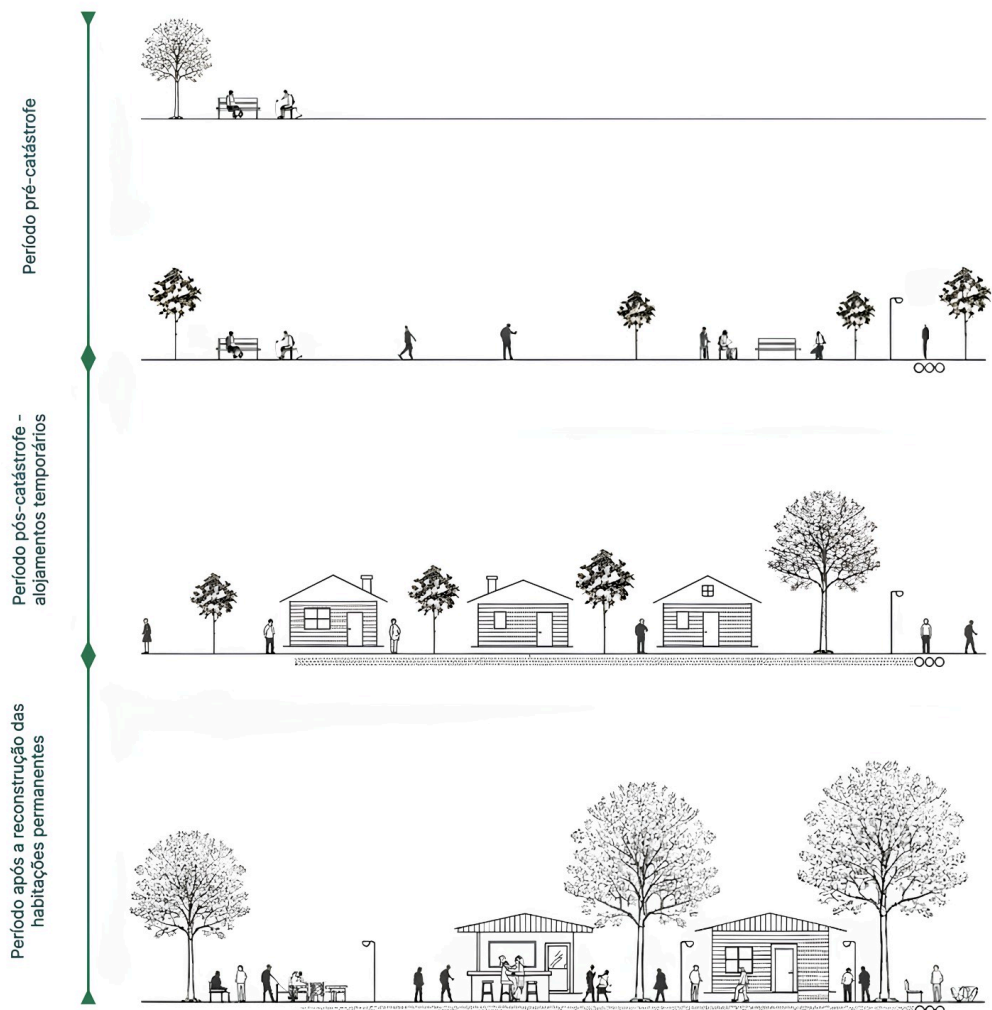 Período pré-catástrofe
Período pós-catástrofe -
alojamentos temporários
Período após a reconstrução das
habitações permanentes